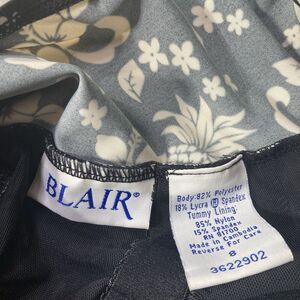 BLAIR®
Body:82% Polyester
18% Lycra ® Spandex
Tummy Lining:
85% Nylon
15% Spandex
RN 81700
Made in Cambodia
Reverse For Care
8
3622902